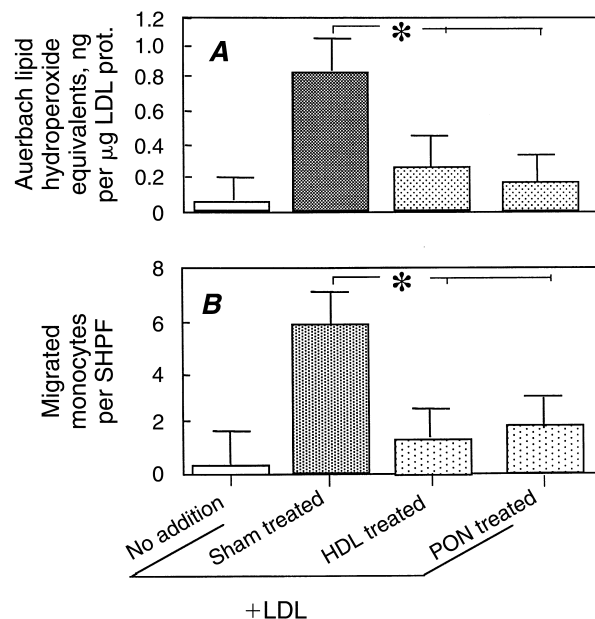 Auerbach lipid
hydroperoxide
equivalents, ng
per µg LDL prot.
1.2
1.0
0.8
0.6
0.4
0.2
0
A
*
Migrated
monocytes
per SHPF
8
6
4
2
0
B
*
No addition
Sham treated
HDL treated
PON treated
+LDL